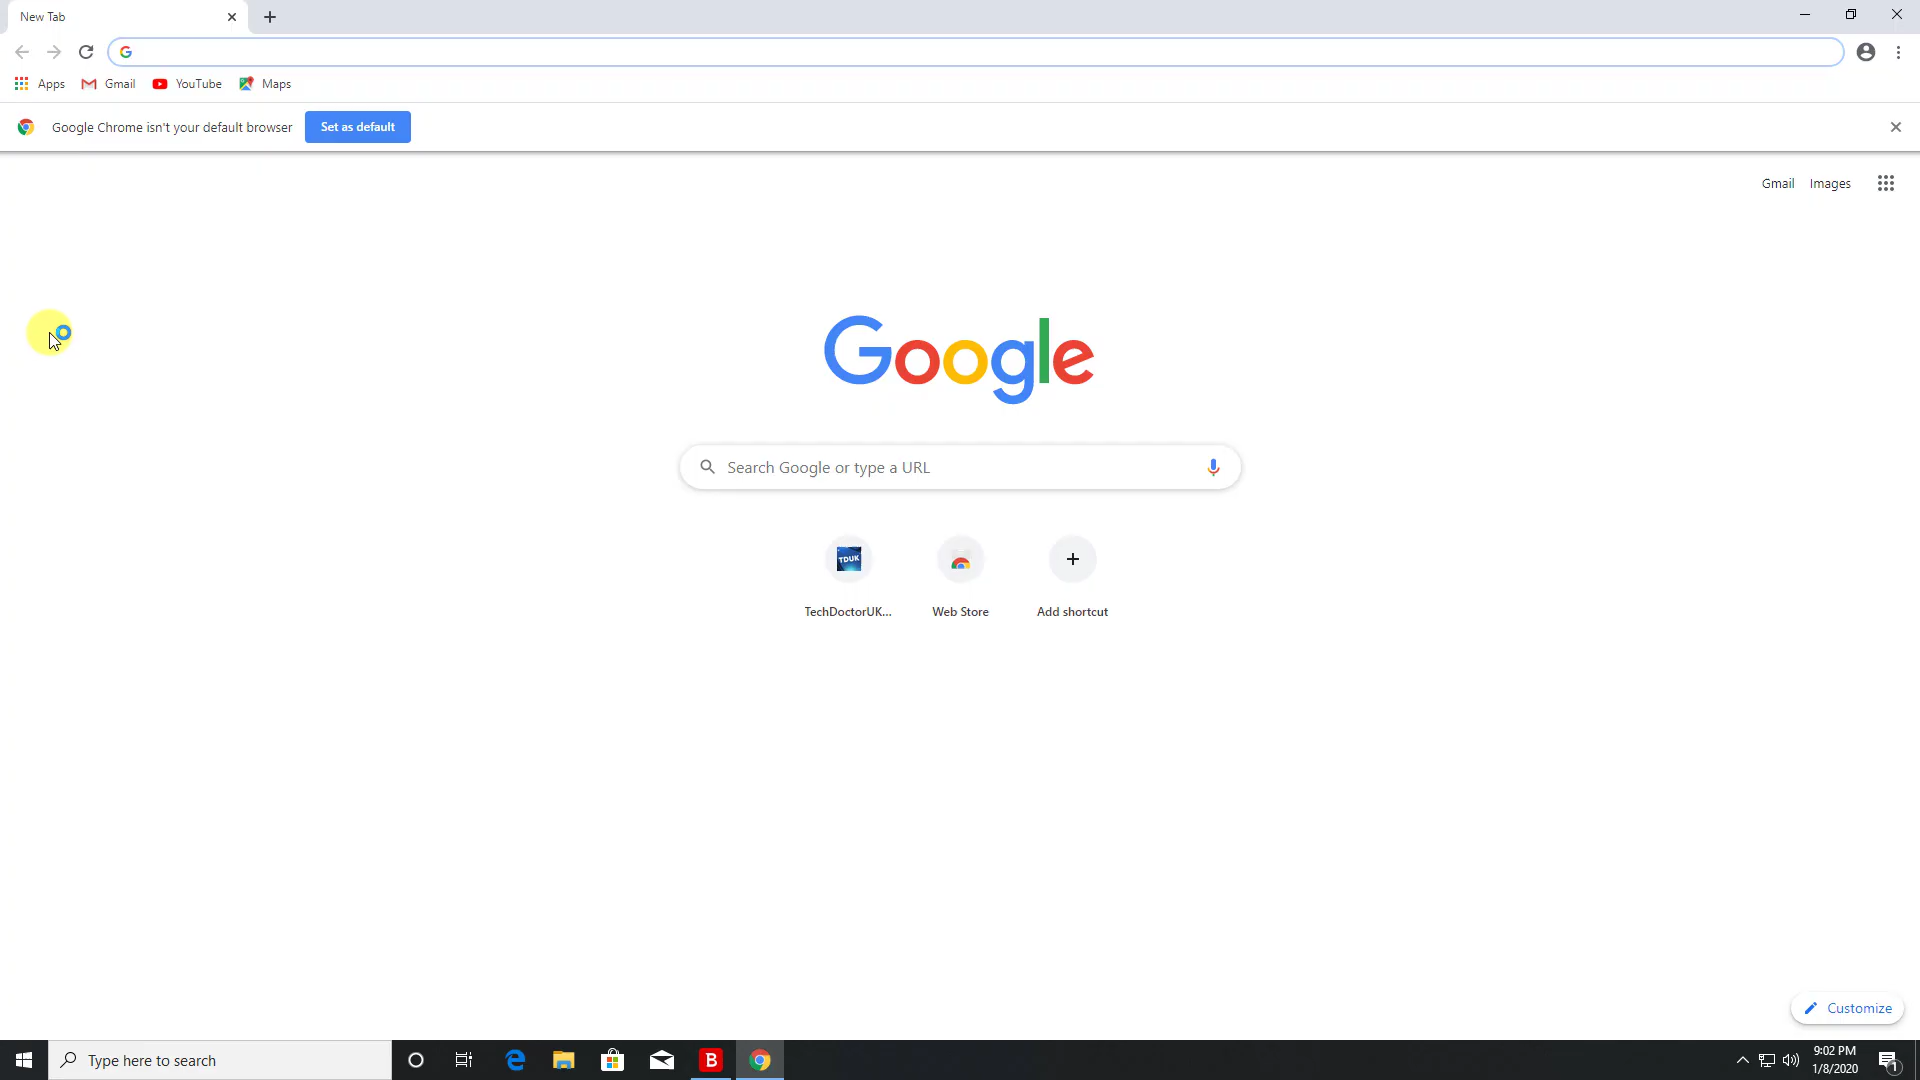 New Tab
Apps Gmail YouTube Maps
Google Chrome isn't your default browser Set as default
Gmail Images
Google
Search Google or type a URL
TDUK
TechDoctorUK... Web Store Add shortcut
Customize
Type here to search
B
9:02 PM
1/8/2020
1